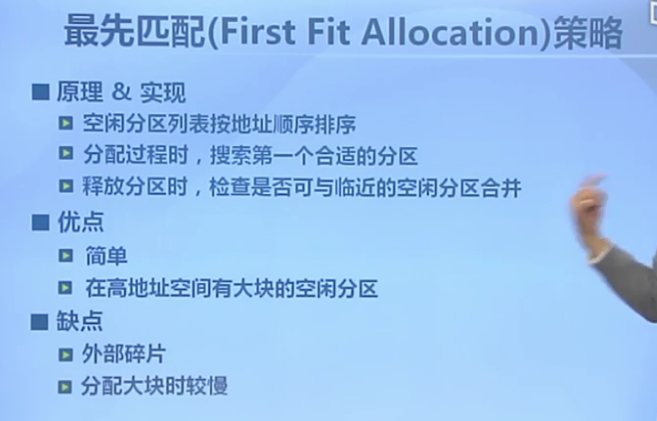 最先匹配(First Fit Allocation)策略
原理 & 实现
空闲分区列表按地址顺序排序
分配过程时，搜索第一个合适的分区
释放分区时，检查是否可与临近的空闲分区合并
优点
简单
在高地址空间有大块的空闲分区
缺点
外部碎片
分配大块时较慢